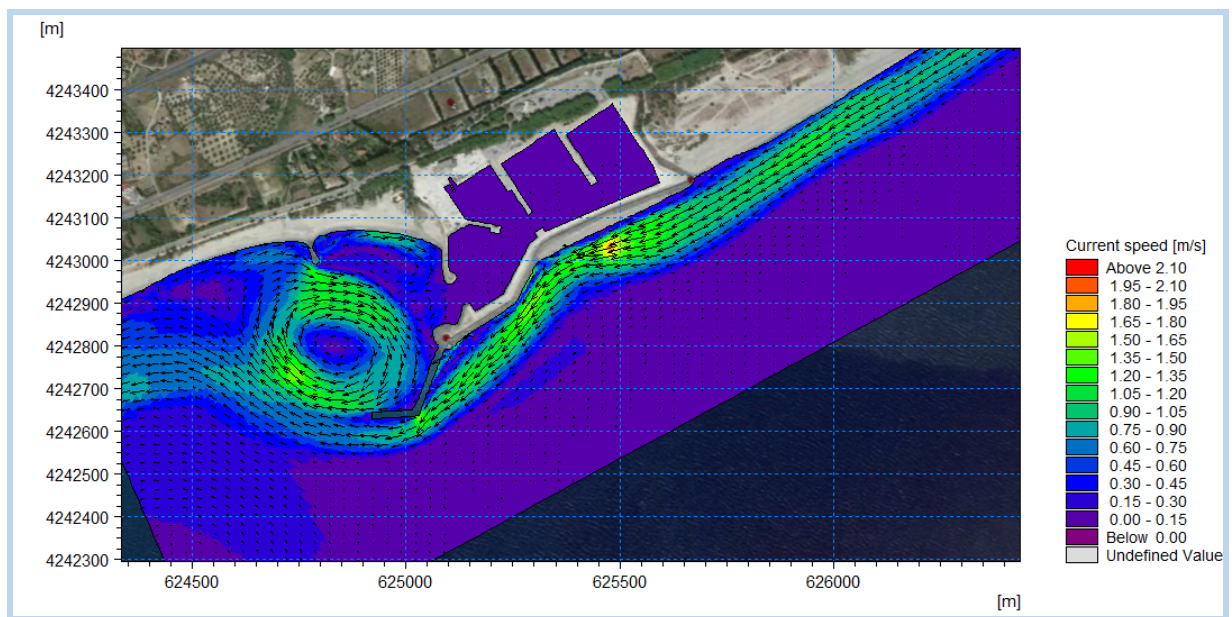 [m]
4243400
4243300
4243200
4243100
4243000
4242900
4242800
4242700
4242600
4242500
4242400
4242300
624500 625000 625500 626000
[m]
Current speed [m/s]
Above 2.10
1.95 - 2.10
1.80 - 1.95
1.65 - 1.80
1.50 - 1.65
1.35 - 1.50
1.20 - 1.35
1.05 - 1.20
0.90 - 1.05
0.75 - 0.90
0.60 - 0.75
0.45 - 0.60
0.30 - 0.45
0.15 - 0.30
0.00 - 0.15
Below 0.00
Undefined Value